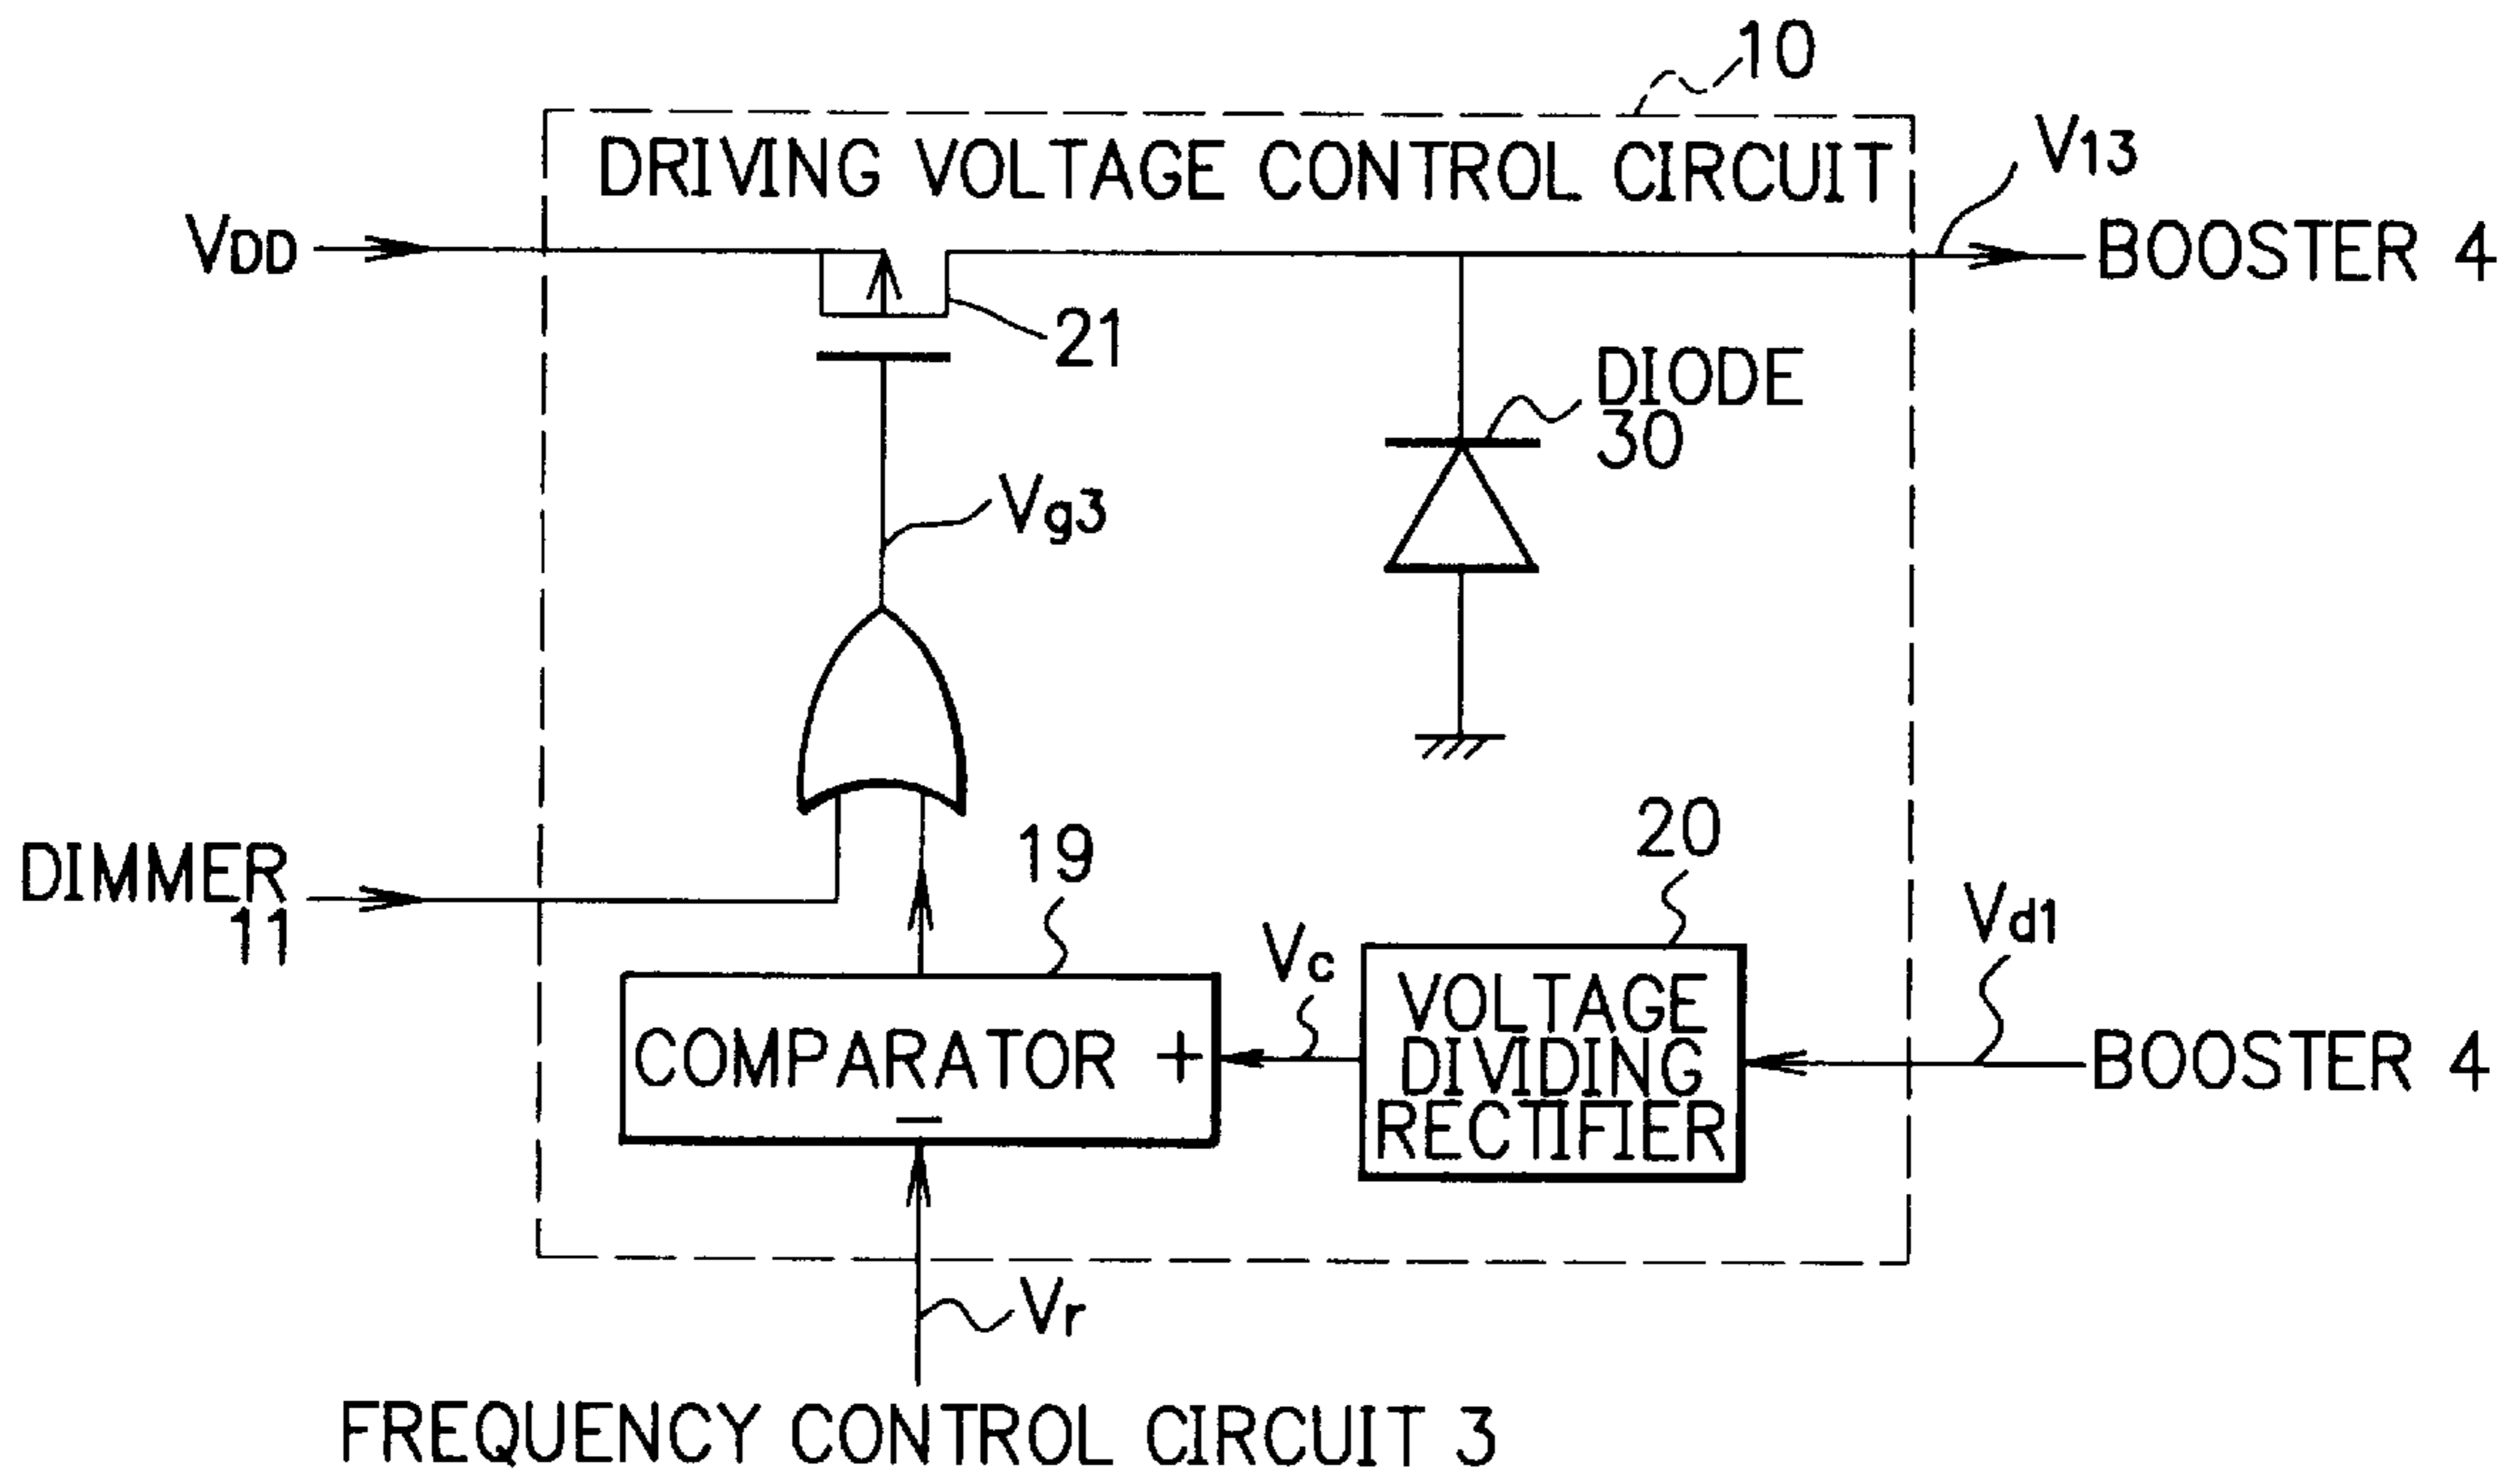 10
DRIVING VOLTAGE CONTROL CIRCUIT
V13
VDD
BOOSTER 4
21
DIODE
30
Vg3
DIMMER
11
19
20
Vd1
Vc
COMPARATOR +
−
VOLTAGE
DIVIDING
RECTIFIER
BOOSTER 4
Vr
FREQUENCY CONTROL CIRCUIT 3